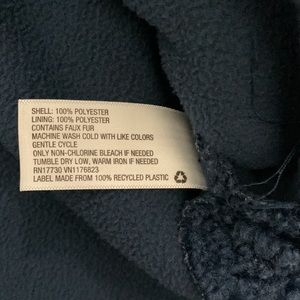 SHELL: 100% POLYESTER
LINING: 100% POLYESTER
CONTAINS FAUX FUR
MACHINE WASH COLD WITH LIKE COLORS
GENTLE CYCLE
ONLY NON-CHLORINE BLEACH IF NEEDED
TUMBLE DRY LOW, WARM IRON IF NEEDED
RN17730 VN1176823
LABEL MADE FROM 100% RECYCLED PLASTIC